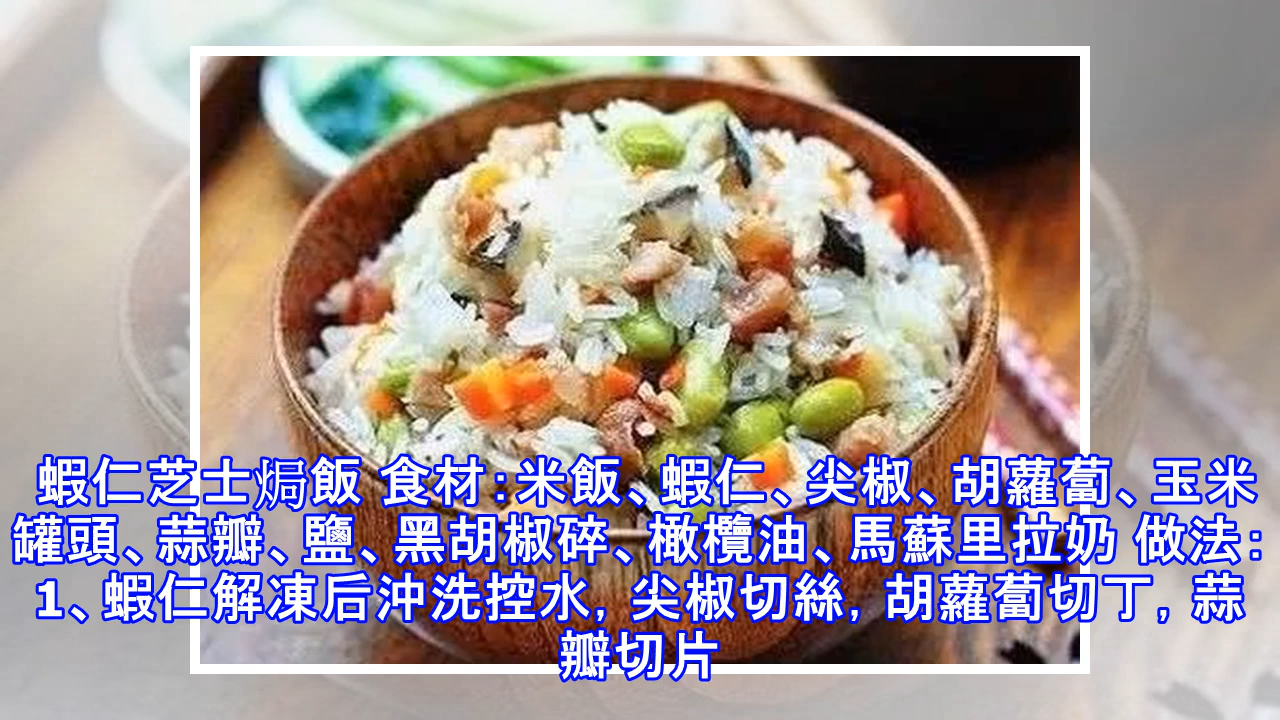 蝦仁芝士焗飯 食材：米飯、蝦仁、尖椒、胡蘿蔔、玉米
罐頭、蒜瓣、鹽、黑胡椒碎、橄欖油、馬蘇里拉奶 做法：
1、蝦仁解凍后沖洗控水，尖椒切絲，胡蘿蔔切丁，蒜
瓣切片